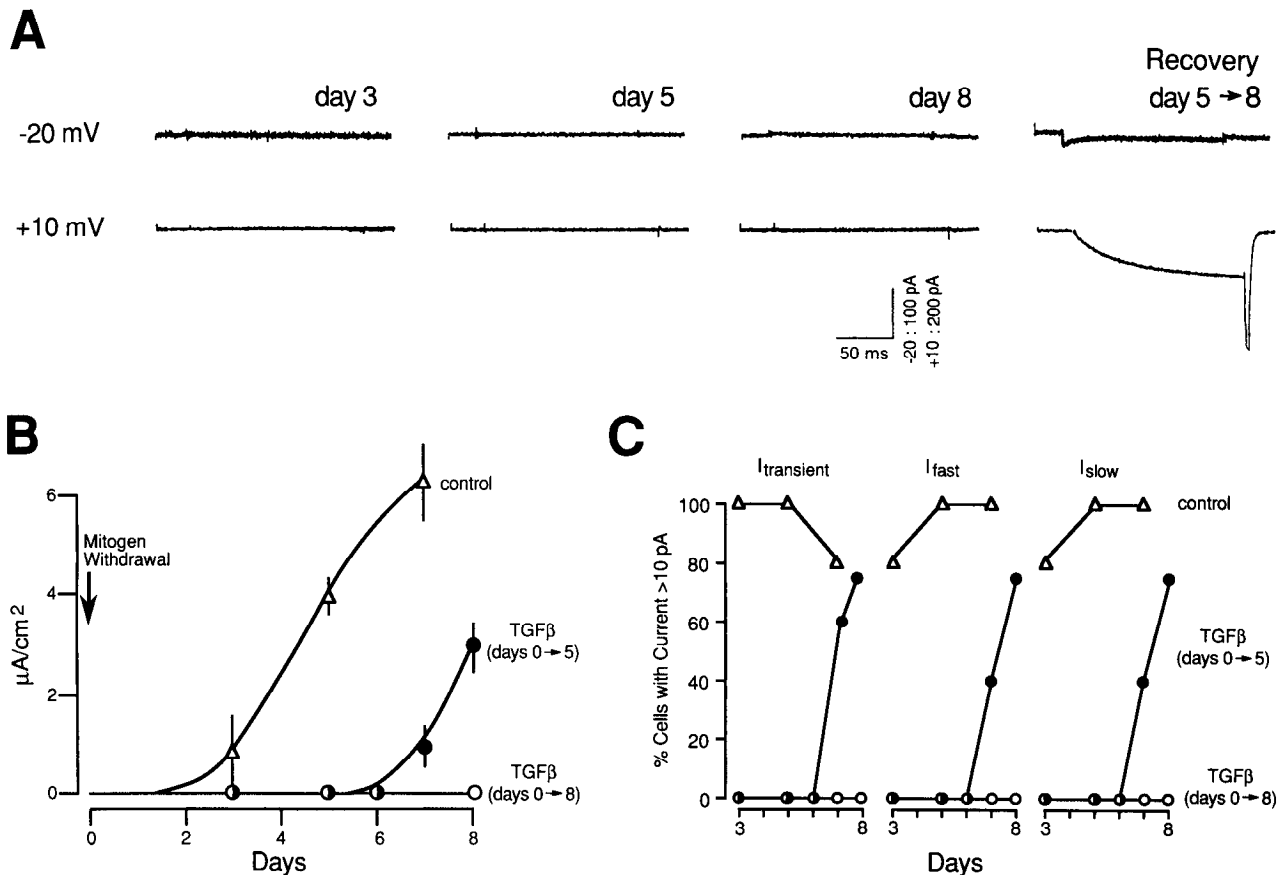 A
day 3
day 5
day 8
Recovery
day 5 → 8
-20 mV
+10 mV
50 ms
-20 : 100 pA
+10 : 200 pA
B
6
4
2
0
μA/cm²
Mitogen
Withdrawal
control
TGFβ
(days 0→5)
TGFβ
(days 0→8)
0
2
4
6
8
Days
C
I transient
I fast
I slow
control
100
80
60
40
20
0
% Cells with Current >10 pA
TGFβ
(days 0→5)
TGFβ
(days 0→8)
3
8
3
8
3
8
Days